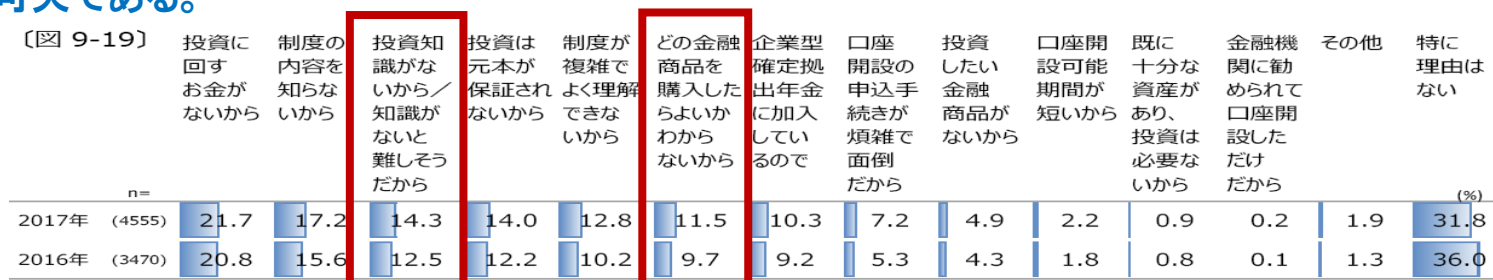 可欠である。
〔図 9-19〕
投資に
回す
お金が
ないから
制度の
内容を
知らな
いから
投資知
識がな
いから／
知識が
ないと
難しそう
だから
投資は
元本が
保証され
ないから
制度が
複雑で
よく理解
できな
いから
どの金融
商品を
購入した
らよいか
わから
ないから
企業型
確定拠
出年金
に加入
してい
るので
口座
開設の
申込手
続きが
煩雑で
面倒
だから
投資
したい
金融
商品が
ないから
口座開
設可能
期間が
短いから
既に
十分な
資産が
あり、
投資は
必要な
いから
金融機
関に勧
められて
口座開
設した
だけ
だから
その他
特に
理由は
ない
n=
(%)
2017年 (4555) 21.7 17.2 14.3 14.0 12.8 11.5 10.3 7.2 4.9 2.2 0.9 0.2 1.9 31.8
2016年 (3470) 20.8 15.6 12.5 12.2 10.2 9.7 9.2 5.3 4.3 1.8 0.8 0.1 1.3 36.0